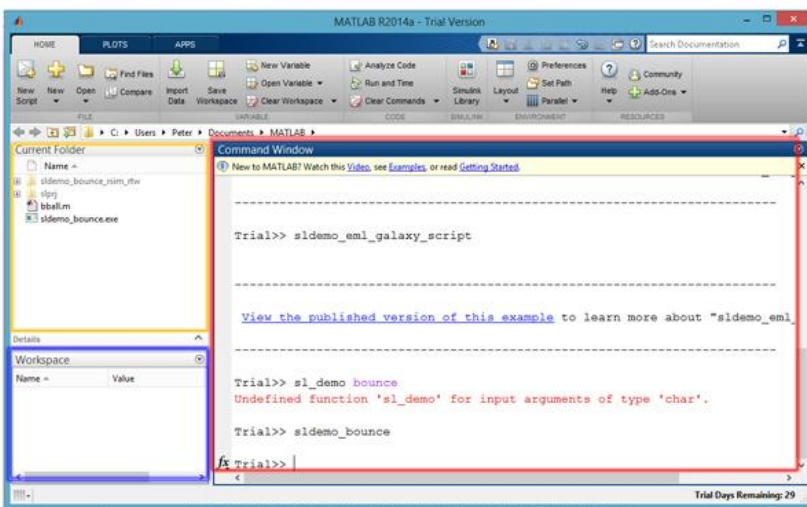 MATLAB R2014a - Trial Version
HOME PLOTS APPS
Search Documentation
New Script
New
Open
Find Files
Compare
Import Data
Save Workspace
New Variable
Open Variable
Clear Workspace
Analyze Code
Run and Time
Clear Commands
Simulink Library
Layout
Preferences
Set Path
Parallel
Help
Community
Add-Ons
FILE VARIABLE CODE SIMULINK ENVIRONMENT RESOURCES
C: Users Peter Documents MATLAB
Current Folder
Name
sldemo_bounce_rsim_rtw
slprj
bball.m
sldemo_bounce.exe
Details
Workspace
Name Value
Command Window
New to MATLAB? Watch this Video, see Examples, or read Getting Started.
--------------------------------------------------------------------
Trial>> sldemo_eml_galaxy_script
--------------------------------------------------------------------
View the published version of this example to learn more about "sldemo_eml_
--------------------------------------------------------------------
Trial>> sl_demo bounce
Undefined function 'sl_demo' for input arguments of type 'char'.
Trial>> sldemo_bounce
fx Trial>>
Trial Days Remaining: 29